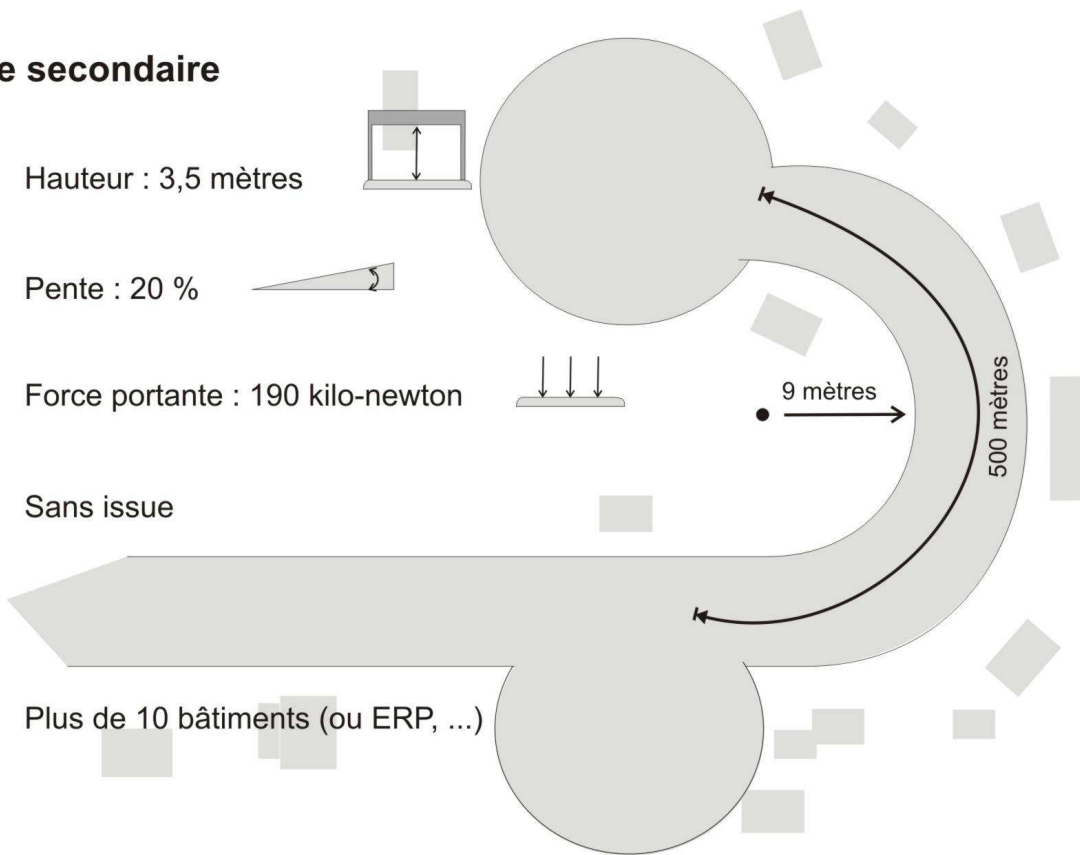 e secondaire
Hauteur : 3,5 mètres
Pente : 20 %
Force portante : 190 kilo-newton
9 mètres
500 mètres
Sans issue
Plus de 10 bâtiments (ou ERP, ...)